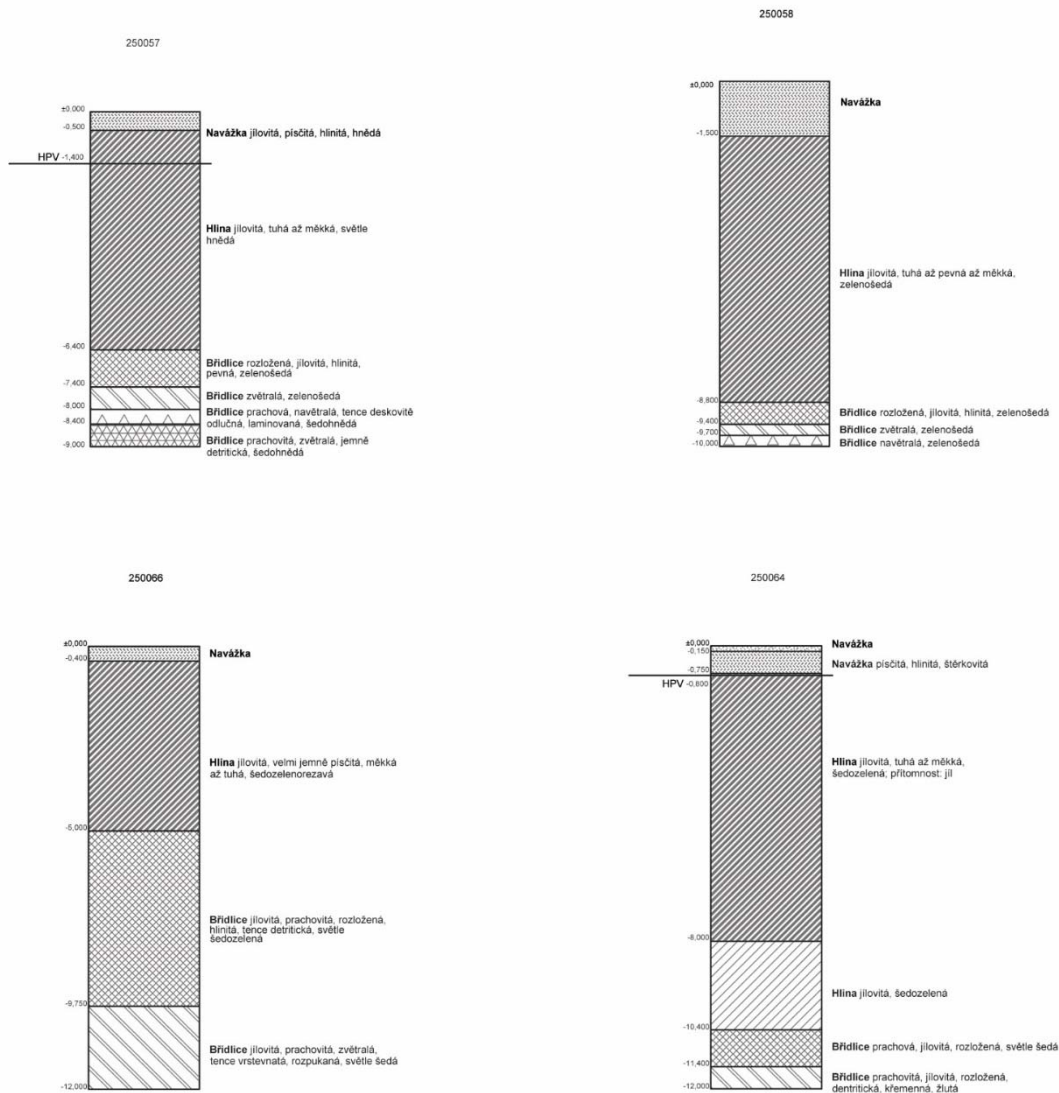 250057
±0,000
-0,500
Navážka jílovitá, písčitá, hlinitá, hnědá
HPV -1,400
Hlina jílovitá, tuhá až měkká, světle
hnědá
-6,400
Břidlice rozložená, jílovitá, hlinitá,
pevná, zelenošedá
-7,400
Břidlice zvětralá, zelenošedá
-8,000
Břidlice prachová, navětralá, tence deskovitě
odlučná, laminovaná, šedohnědá
-8,400
Břidlice prachovitá, zvětralá, jemně
detritická, šedohnědá
-9,000
250058
±0,000
Navážka
-1,500
Hlina jílovitá, tuhá až pevná až měkká,
zelenošedá
-8,800
Břidlice rozložená, jílovitá, hlinitá, zelenošedá
-9,400
Břidlice zvětralá, zelenošedá
-9,700
Břidlice navětralá, zelenošedá
-10,000
250066
±0,000
Navážka
-0,400
Hlina jílovitá, velmi jemně písčitá, měkká
až tuhá, šedozelenorezavá
-5,000
Břidlice jílovitá, prachovitá, rozložená,
hlinitá, tence detritická, světle
šedozelená
-9,750
Břidlice jílovitá, prachovitá, zvětralá,
tence vrstevnatá, rozpukaná, světle šedá
-12,000
250064
±0,000
Navážka
-0,150
Navážka písčitá, hlinitá, štěrkovitá
-0,750
HPV -0,800
Hlina jílovitá, tuhá až měkká,
šedozelená; přítomnost: jíl
-8,000
Hlina jílovitá, šedozelená
-10,400
Břidlice prachová, jílovitá, rozložená, světle šedá
-11,400
Břidlice prachovitá, jílovitá, rozložená,
dentritická, křemenná, žlutá
-12,000